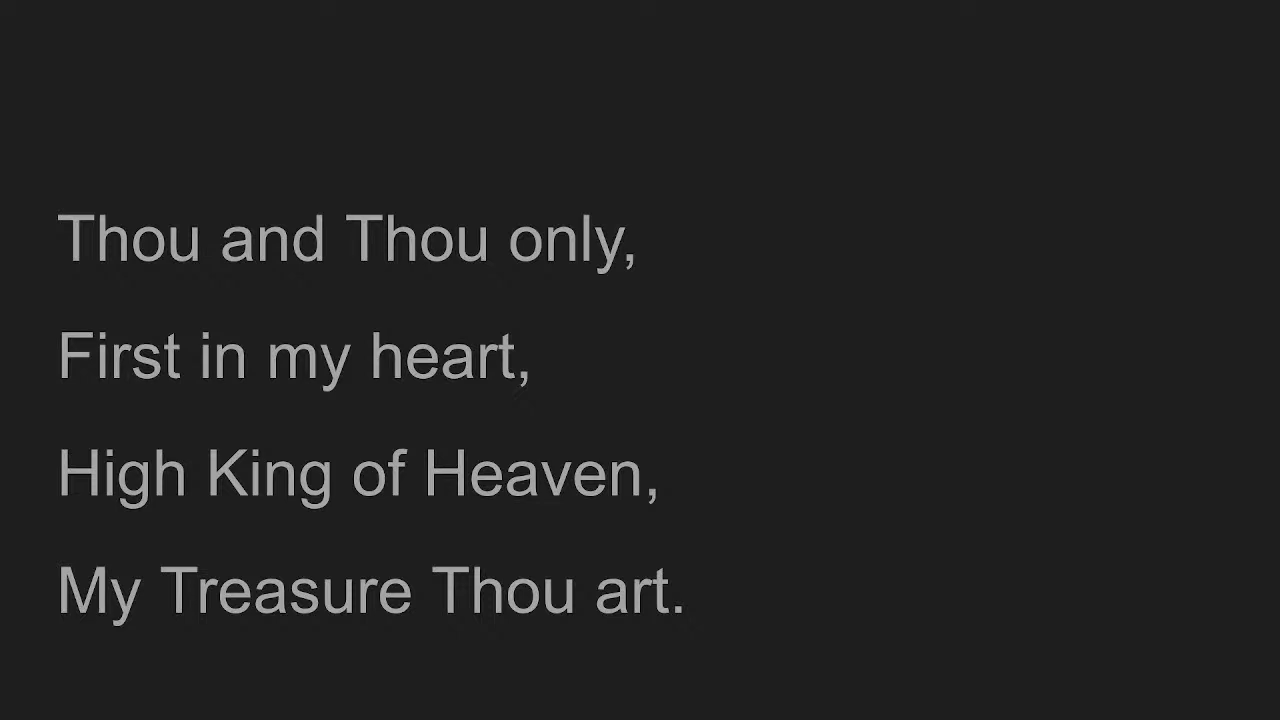 Thou and Thou only,
First in my heart,
High King of Heaven,
My Treasure Thou art.